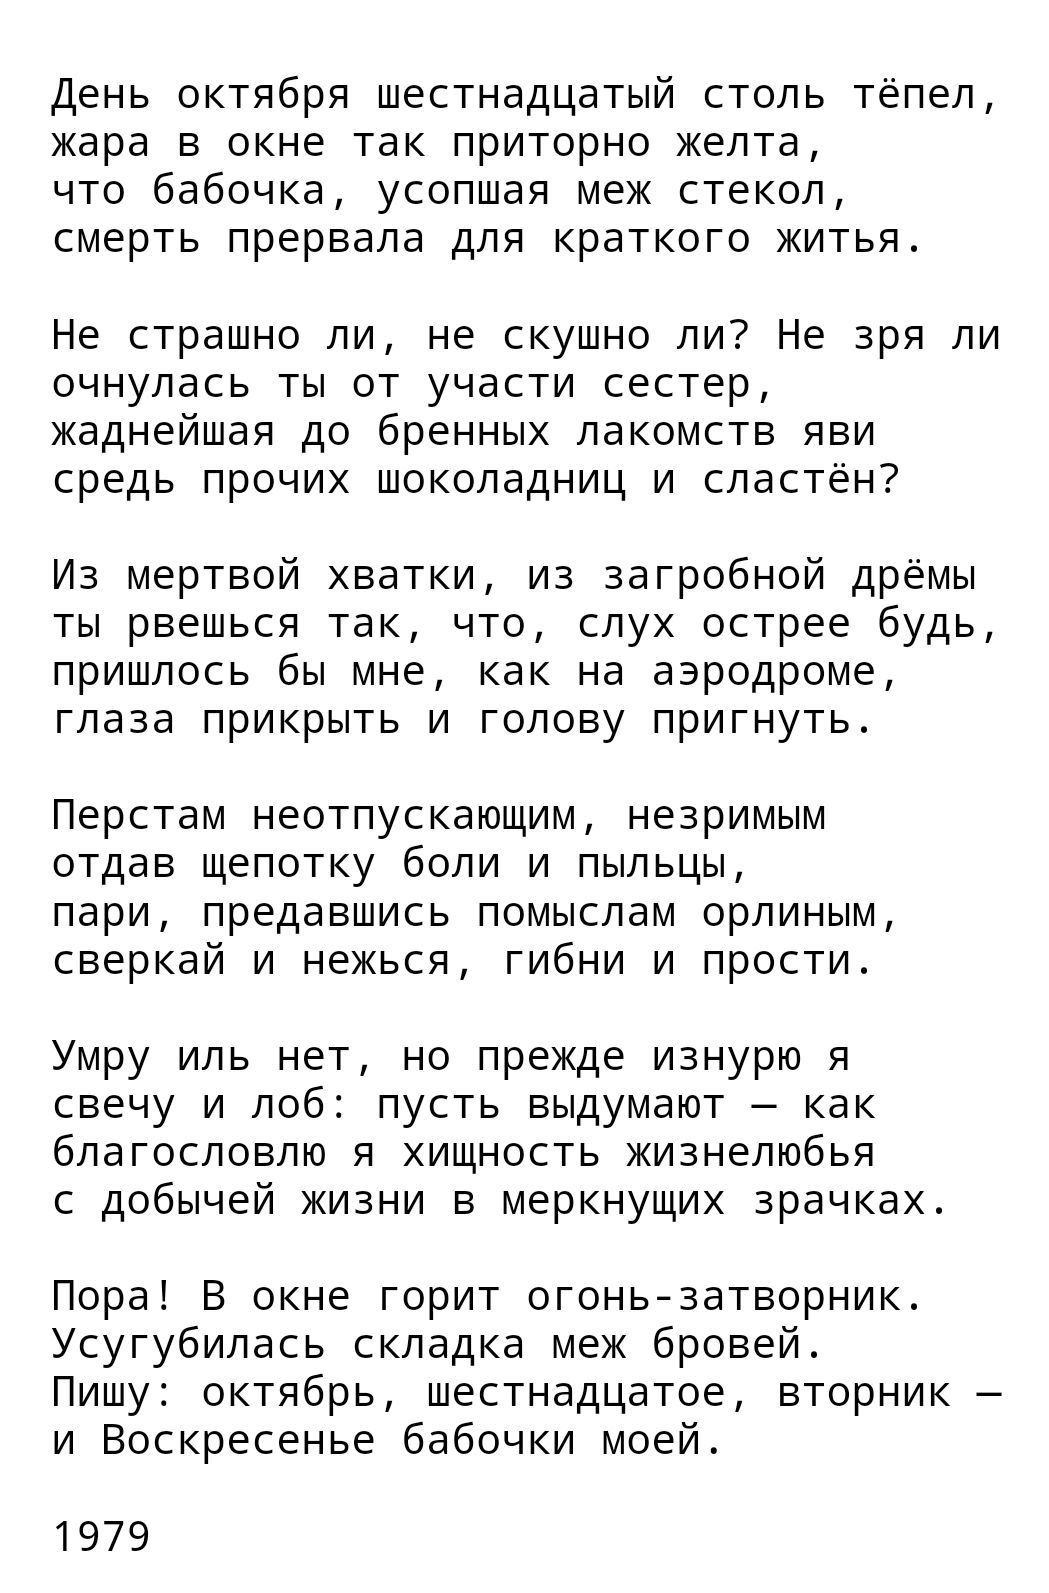 День октября шестнадцатый столь тёпел,
жара в окне так приторно желта,
что бабочка, усопшая меж стекол,
смерть прервала для краткого житья.

Не страшно ли, не скушно ли? Не зря ли
очнулась ты от участи сестер,
жаднейшая до бренных лакомств яви
средь прочих шоколадниц и сластён?

Из мертвой хватки, из загробной дрёмы
ты рвешься так, что, слух острее будь,
пришлось бы мне, как на аэродроме,
глаза прикрыть и голову пригнуть.

Перстам неотпускающим, незримым
отдав щепотку боли и пыльцы,
пари, предавшись помыслам орлиным,
сверкай и нежься, гибни и прости.

Умру иль нет, но прежде изнурю я
свечу и лоб: пусть выдумают — как
благословлю я хищность жизнелюбья
с добычей жизни в меркнущих зрачках.

Пора! В окне горит огонь-затворник.
Усугубилась складка меж бровей.
Пишу: октябрь, шестнадцатое, вторник —
и Воскресенье бабочки моей.

1979